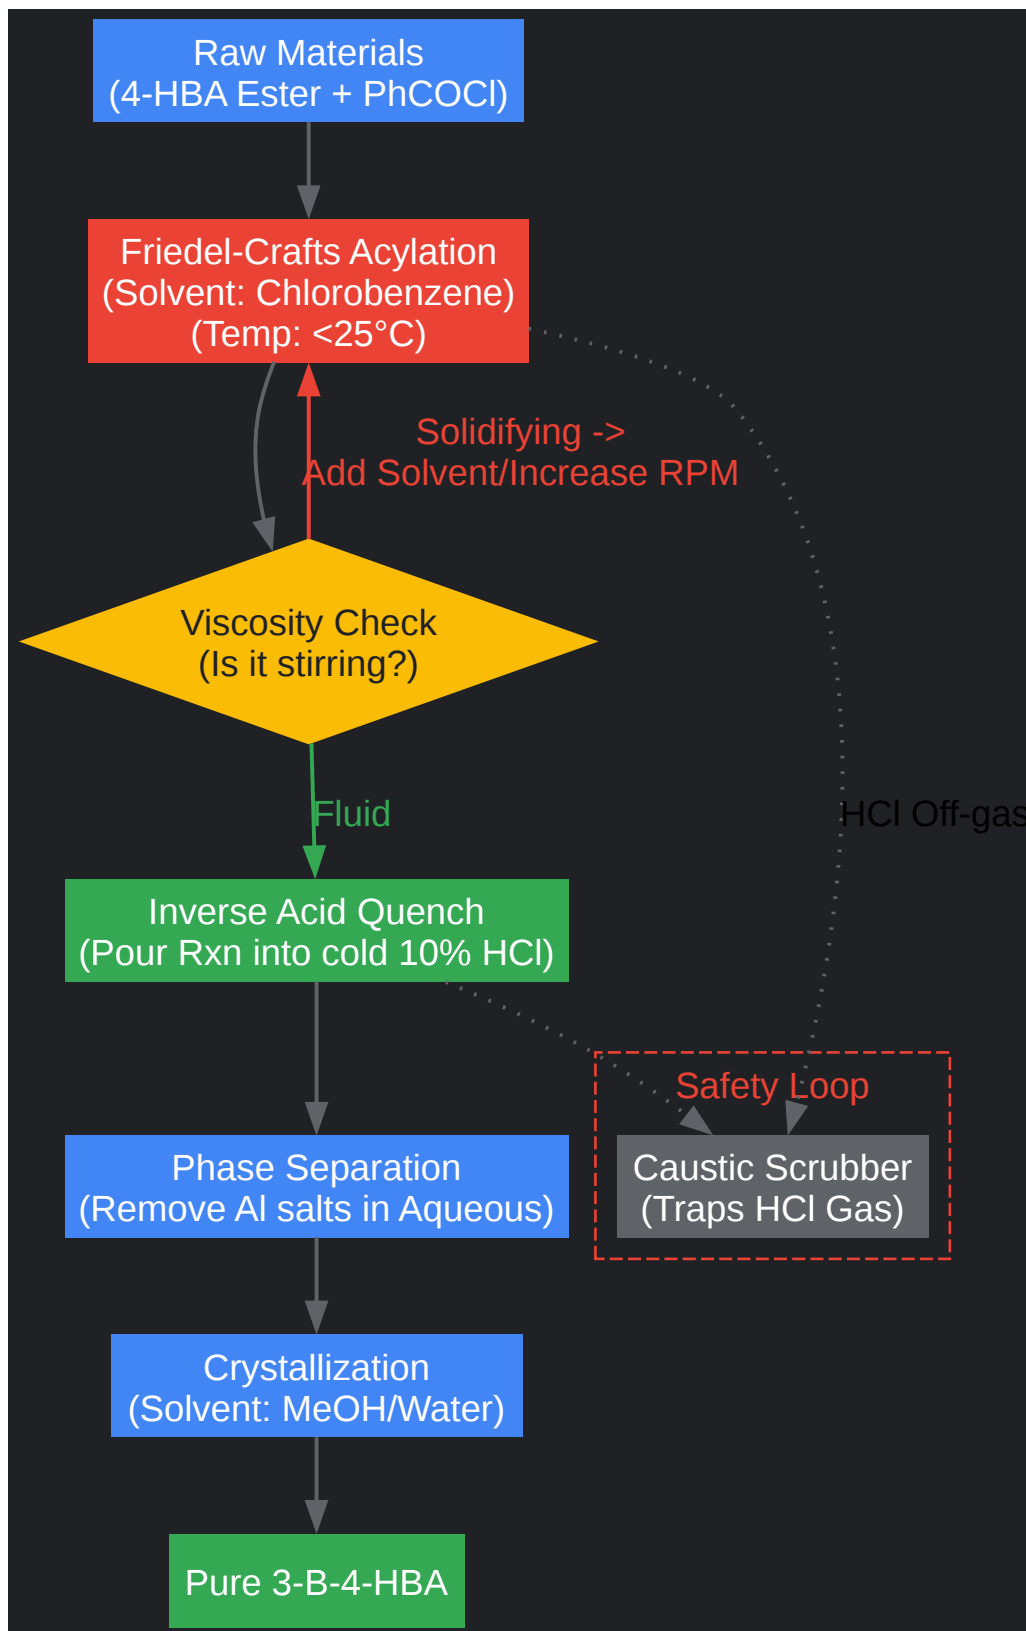 Raw Materials
(4-HBA Ester + PhCOCl)
Friedel-Crafts Acylation
(Solvent: Chlorobenzene)
(Temp: <25°C)
Solidifying ->
Add Solvent/Increase RPM
Viscosity Check
(Is it stirring?)
Fluid
HCl Off-gas
Inverse Acid Quench
(Pour Rxn into cold 10% HCl)
Safety Loop
Phase Separation
(Remove Al salts in Aqueous)
Caustic Scrubber
(Traps HCl Gas)
Crystallization
(Solvent: MeOH/Water)
Pure 3-B-4-HBA